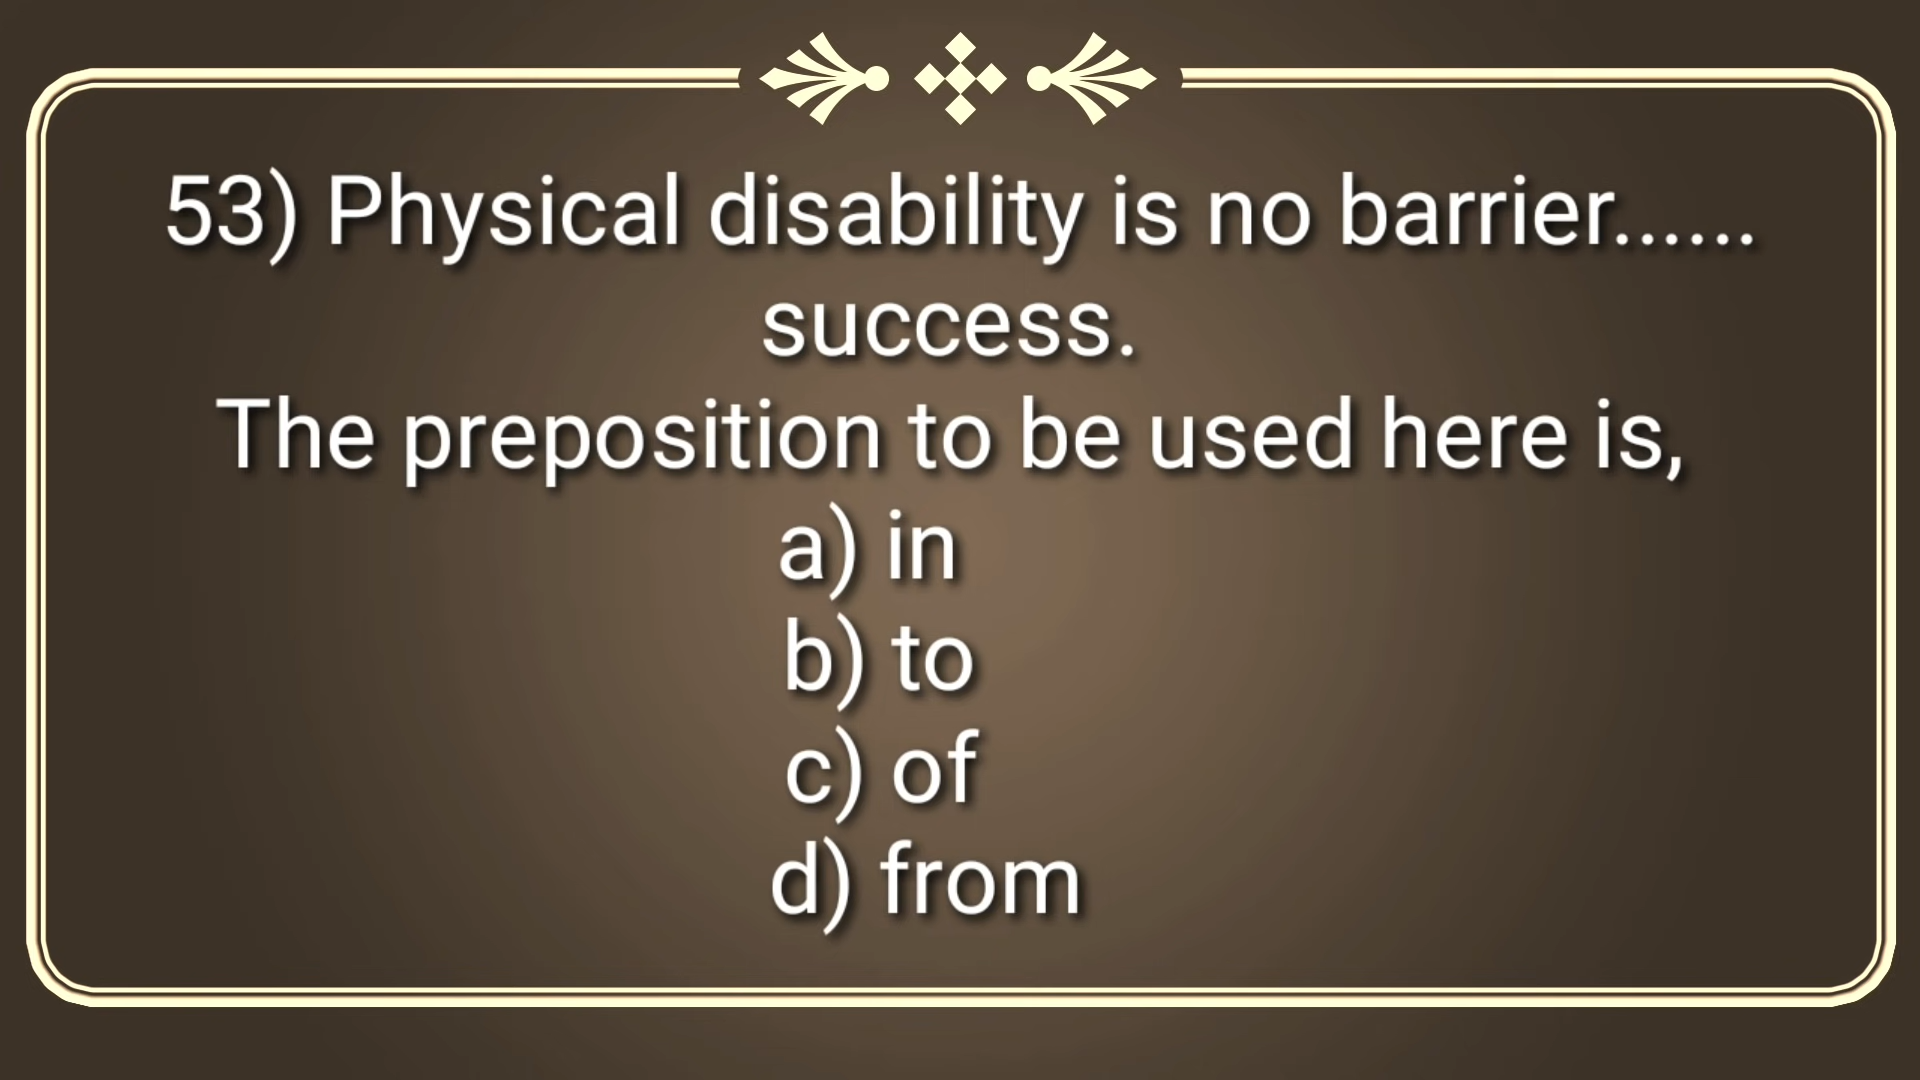 53) Physical disability is no barrier......
success.
The preposition to be used here is,
a) in
b) to
c) of
d) from